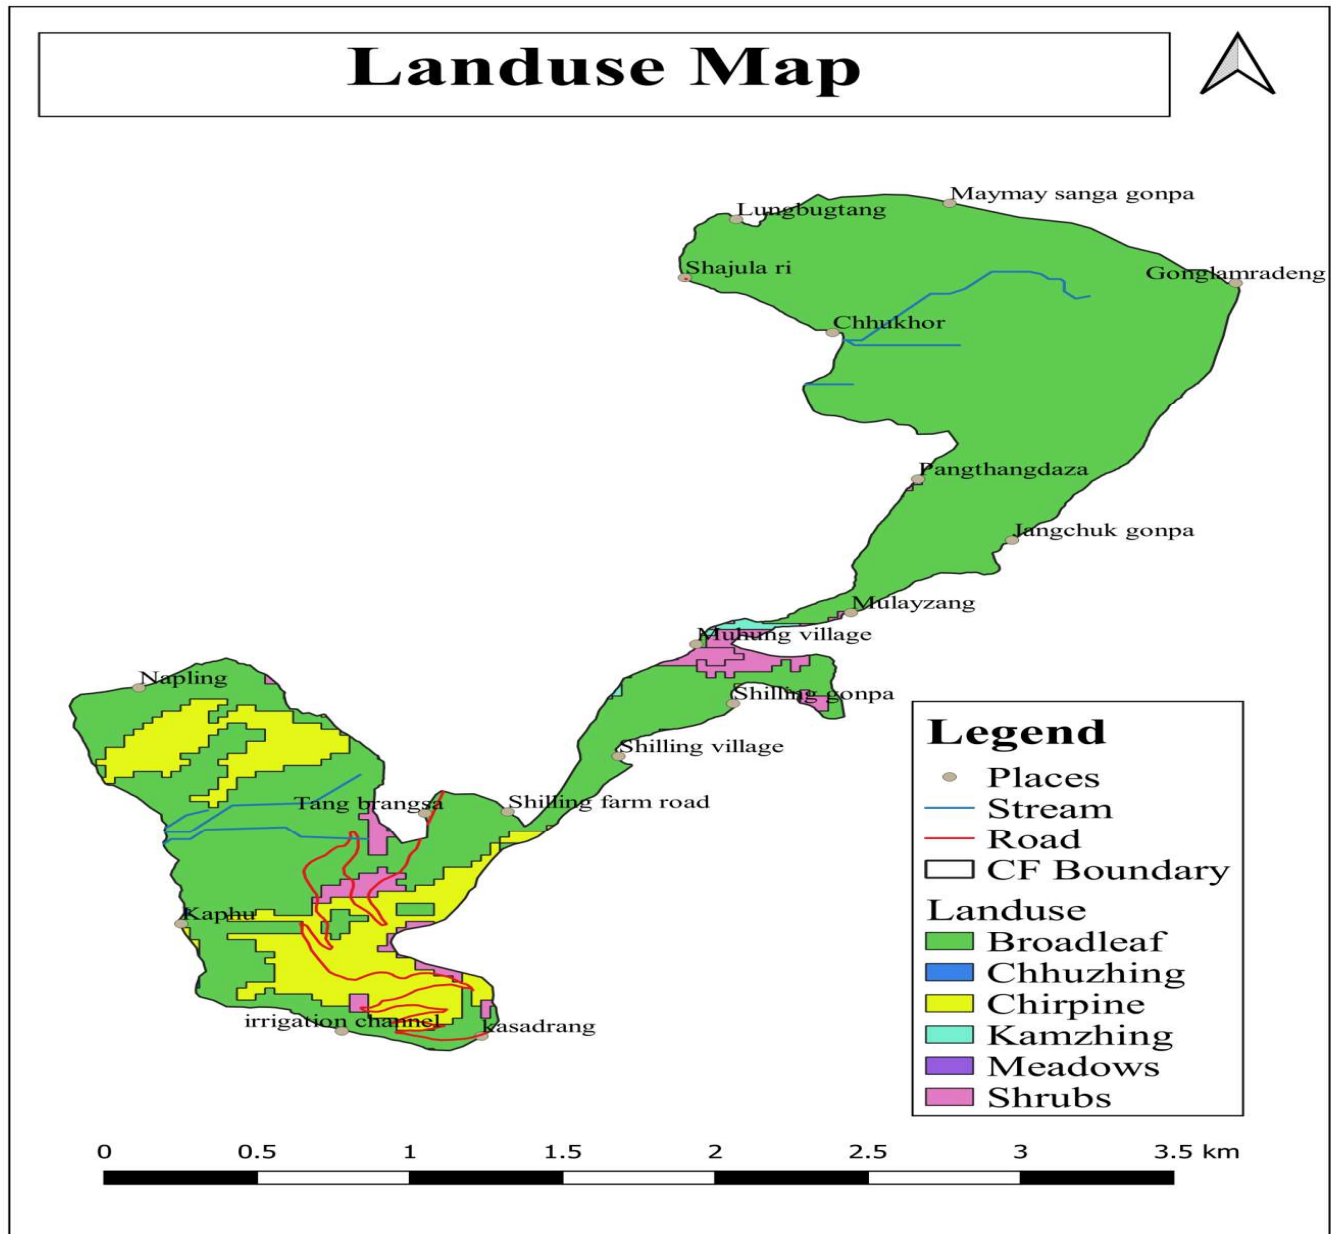 Landuse Map
Maymay sanga gonpa
Lungbugtang
Shajula ri
Gonglamradeng
Chhukhor
Pangthangdaza
Jangchuk gonpa
Mulayzang
Muhung village
Napling
Shilling gonpa
Shilling village
Tang brangsa
Shilling farm road
Kaphu
irrigation channel
kasadrang
Legend
Places
Stream
Road
CF Boundary
Landuse
Broadleaf
Chhuzhing
Chirpine
Kamzhing
Meadows
Shrubs
0 0.5 1 1.5 2 2.5 3 3.5 km